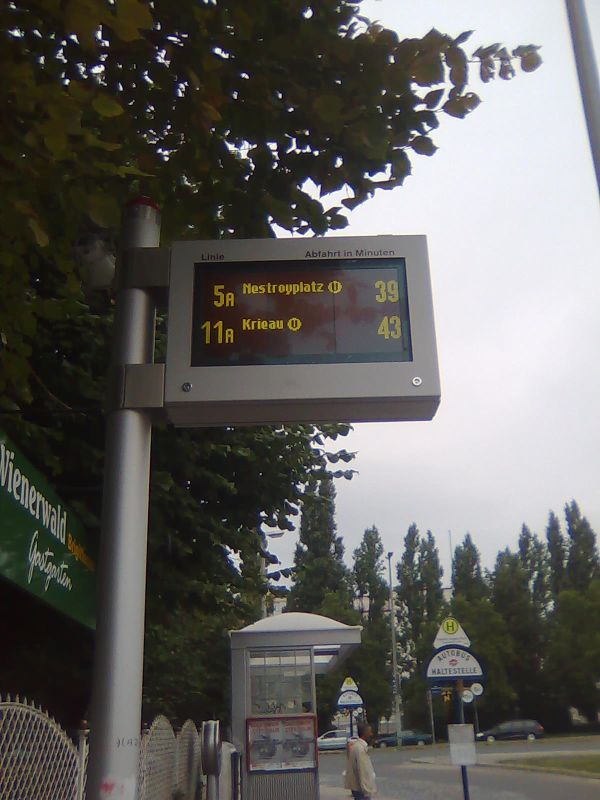 Linie Abfahrt in Minuten
5A Nestroyplatz U 39
11A Krieau U 43
Wienerwald
Gastgarten
H
AUTOBUS
HALTESTELLE